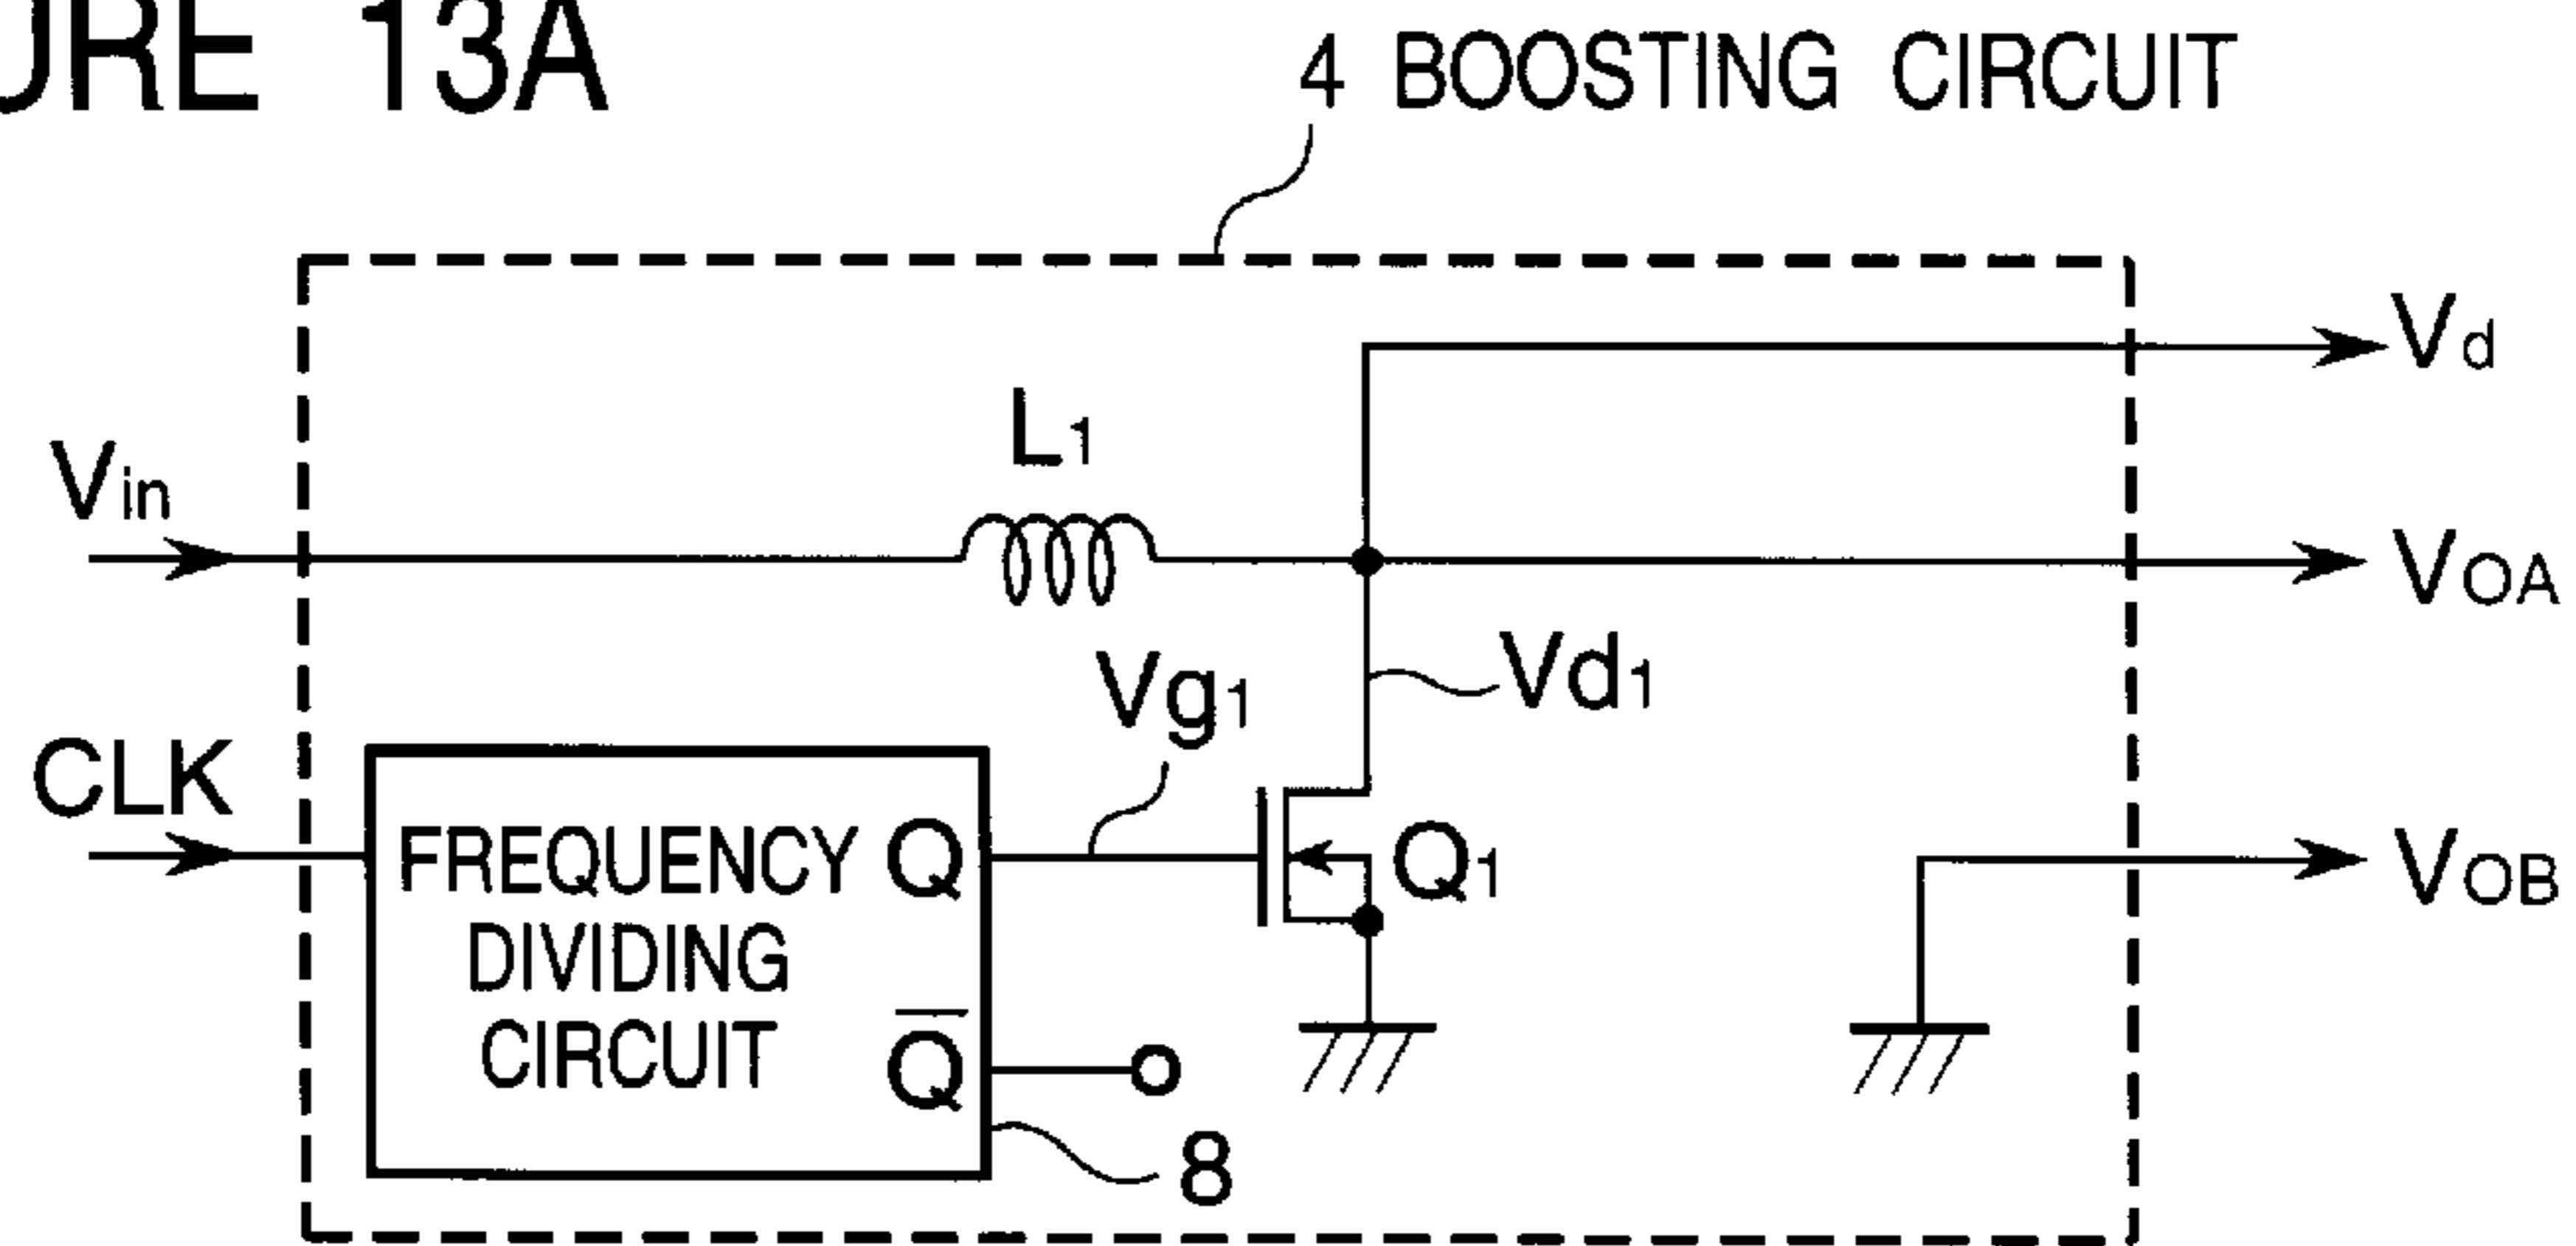 URE 13A
4 BOOSTING CIRCUIT
Vd
L1
Vin
VOA
Vg1
Vd1
CLK
FREQUENCY
DIVIDING
CIRCUIT
Q
Q̅
Q1
VOB
8